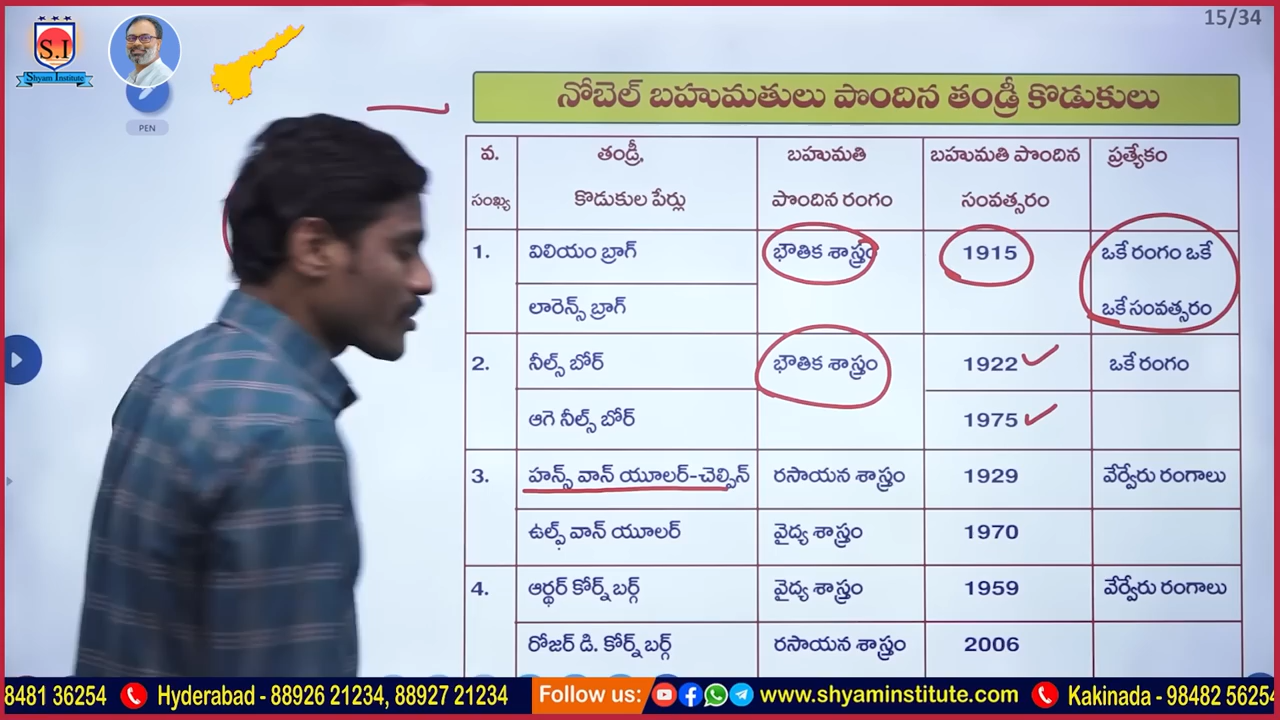 15/34
S.I
Shyam Institute
PEN
నోబెల్ బహుమతులు పొందిన తండ్రీ కొడుకులు
వ. సంఖ్య తండ్రీ, కొడుకుల పేర్లు బహుమతి పొందిన రంగం బహుమతి పొందిన సంవత్సరం ప్రత్యేకం
1. విలియం బ్రాగ్ భౌతిక శాస్త్రం 1915 ఒకే రంగం ఒకే
లారెన్స్ బ్రాగ్ ఒకే సంవత్సరం
2. నీల్స్ బోర్ భౌతిక శాస్త్రం 1922 ఒకే రంగం
ఆగె నీల్స్ బోర్ 1975
3. హన్స్ వాన్ యూలర్-చెల్పిన్ రసాయన శాస్త్రం 1929 వేర్వేరు రంగాలు
ఉల్ఫ్ వాన్ యూలర్ వైద్య శాస్త్రం 1970
4. ఆర్థర్ కోర్న్ బర్గ్ వైద్య శాస్త్రం 1959 వేర్వేరు రంగాలు
రోజర్ డి. కోర్న్ బర్గ్ రసాయన శాస్త్రం 2006
8481 36254 Hyderabad - 88926 21234, 88927 21234 Follow us: www.shyaminstitute.com Kakinada - 98482 56254